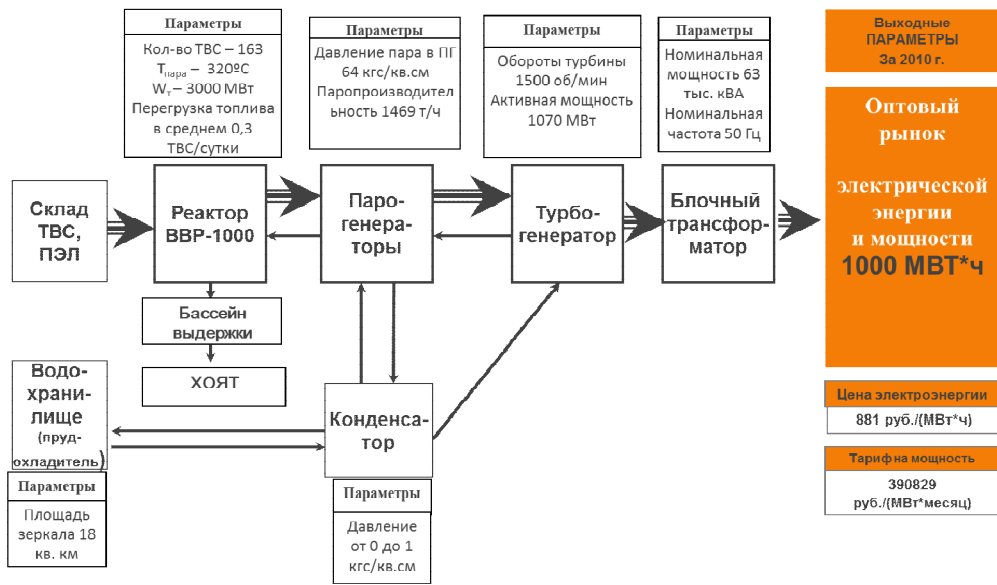 Параметры
Кол-во ТВС – 163
Тпара – 320ºС
Wт – 3000 МВт
Перегрузка топлива
в среднем 0,3
ТВС/сутки
Параметры
Давление пара в ПГ
64 кгс/кв.см
Паропроизводител
ьность 1469 т/ч
Параметры
Обороты турбины
1500 об/мин
Активная мощность
1070 МВт
Параметры
Номинальная
мощность 63
тыс. кВА
Номинальная
частота 50 Гц
Выходные
ПАРАМЕТРЫ
За 2010 г.
Склад
ТВС,
ПЭЛ
Реактор
ВВР-1000
Паро-
генерато
ры
Турбо-
генератор
Блочный
трансфор-
матор
Оптовый
рынок
электрической
энергии
и мощности
1000 МВТ*ч
Бассейн
выдержки
ХОЯТ
Водо-
храни-
лище
(пруд-
охладитель)
Конденса-
тор
Цена электроэнергии
881 руб./(МВт*ч)
Тариф на мощность
390829
руб./(МВт*месяц)
Параметры
Площадь
зеркала 18
кв. км
Параметры
Давление
от 0 до 1
кгс/кв.см